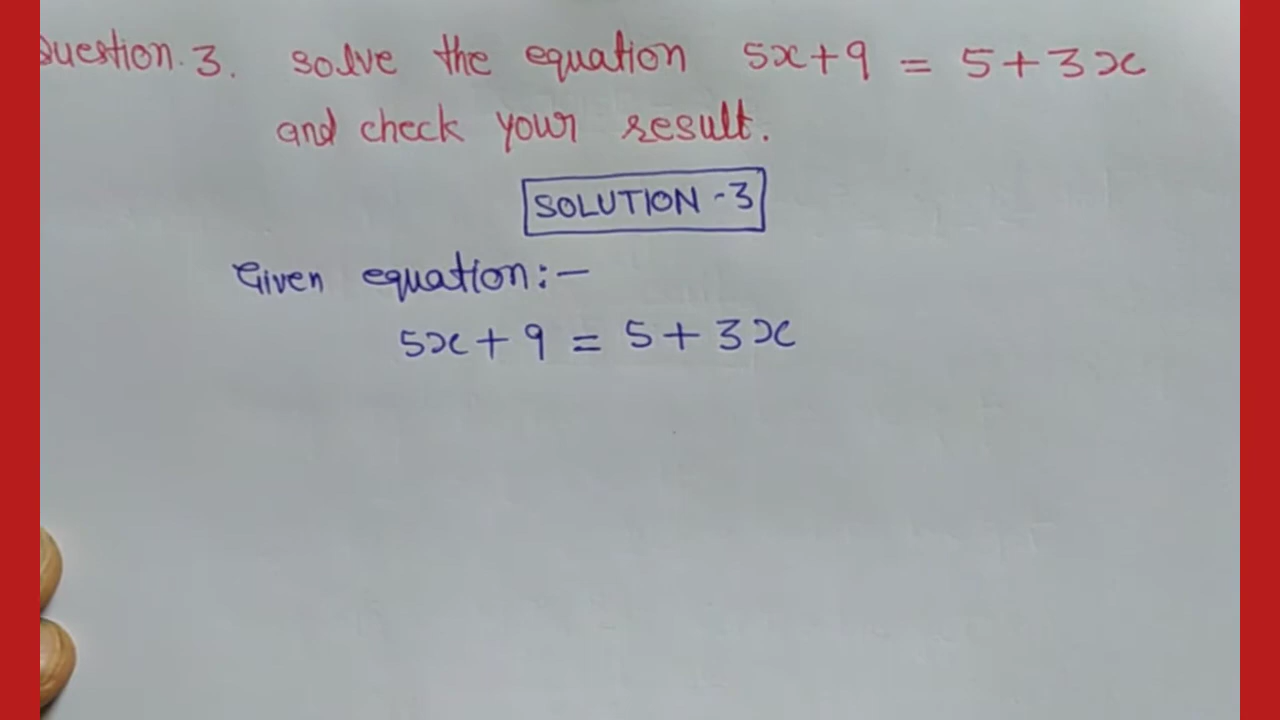 Question.3. solve the equation 5x+9 = 5+3x
and check your result.
SOLUTION -3
Given equation:-
5x+9 = 5+3x